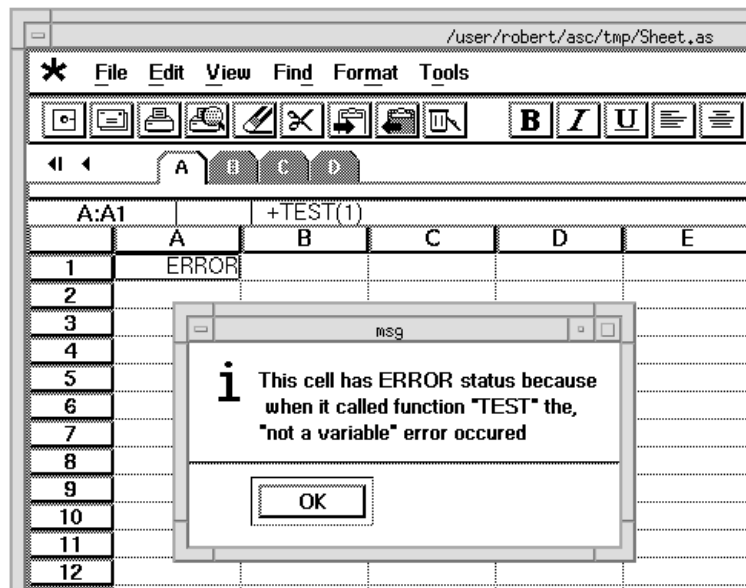 /user/robert/asc/tmp/Sheet.as
File Edit View Find Format Tools
B I U
A B C D
A:A1 +TEST(1)
A B C D E
1 ERROR
2
3
4
5
6
7
8
9
10
11
12
msg
i This cell has ERROR status because
when it called function "TEST" the,
"not a variable" error occured
OK